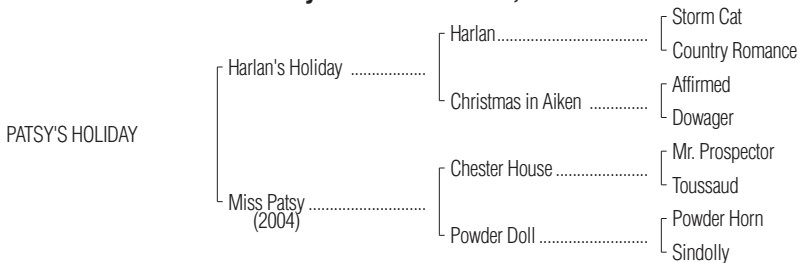 Storm Cat
Harlan
Country Romance
Harlan's Holiday
Affirmed
Christmas in Aiken
Dowager
PATSY'S HOLIDAY
Mr. Prospector
Chester House
Toussaud
Miss Patsy
(2004)
Powder Horn
Powder Doll
Sindolly